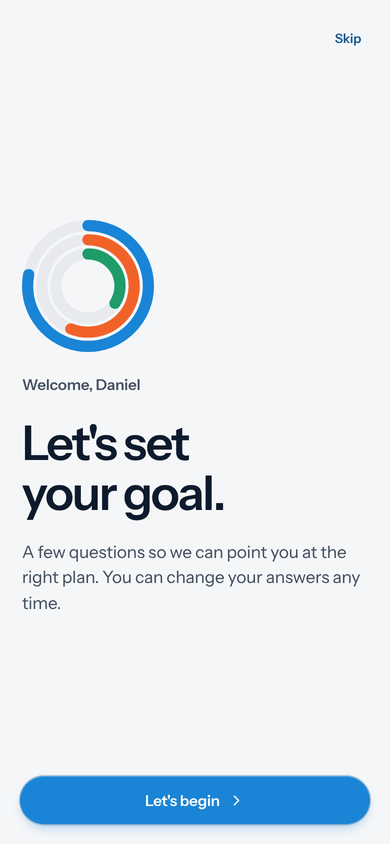 Skip
Welcome, Daniel
Let's set
your goal.
A few questions so we can point you at the
right plan. You can change your answers any
time.
Let's begin